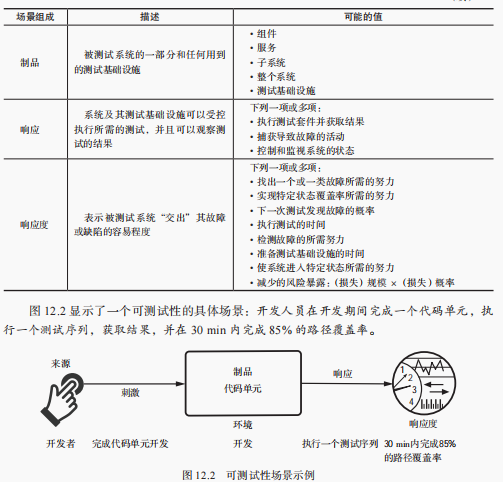 场景组成 描述 可能的值
制品
被测试系统的一部分和任何用到
的测试基础设施
·组件
·服务
·子系统
·整个系统
·测试基础设施
响应
系统及其测试基础设施可以受控
执行所需的测试，并且可以观察测
试的结果
下列一项或多项：
·执行测试套件并获取结果
·捕获导致故障的活动
·控制和监视系统的状态
响应度
表示被测试系统“交出”其故障
或缺陷的容易程度
下列一项或多项：
·找出一个或一类故障所需的努力
·实现特定状态覆盖率所需的努力
·下一次测试发现故障的概率
·执行测试的时间
·检测故障的所需努力
·准备测试基础设施的时间
·使系统进入特定状态所需的努力
·减少的风险暴露：(损失) 规模 × (损失) 概率
图 12.2 显示了一个可测试性的具体场景：开发人员在开发期间完成一个代码单元，执
行一个测试序列，获取结果，并在 30 min 内完成 85% 的路径覆盖率。
来源
刺激
制品
代码单元
环境
响应
1
2
3
4
响应度
开发者 完成代码单元开发 开发 执行一个测试序列 30 min内完成85%
的路径覆盖率
图 12.2 可测试性场景示例